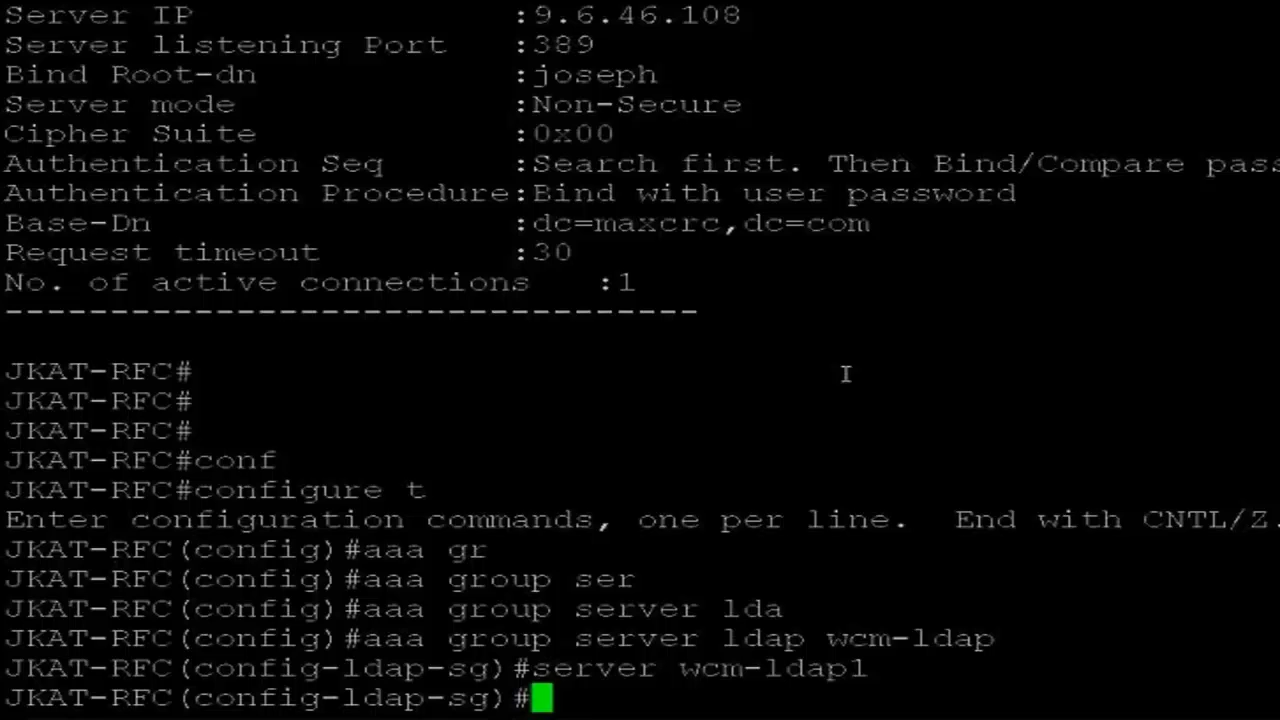 Server IP :9.6.46.108
Server listening Port :389
Bind Root-dn :joseph
Server mode :Non-Secure
Cipher Suite :0x00
Authentication Seq :Search first. Then Bind/Compare pass
Authentication Procedure:Bind with user password
Base-Dn :dc=maxcrc,dc=com
Request timeout :30
No. of active connections :1
---------------------------------
JKAT-RFC#
JKAT-RFC#
JKAT-RFC#
JKAT-RFC#conf
JKAT-RFC#configure t
Enter configuration commands, one per line. End with CNTL/Z.
JKAT-RFC(config)#aaa gr
JKAT-RFC(config)#aaa group ser
JKAT-RFC(config)#aaa group server lda
JKAT-RFC(config)#aaa group server ldap wcm-ldap
JKAT-RFC(config-ldap-sg)#server wcm-ldap1
JKAT-RFC(config-ldap-sg)#